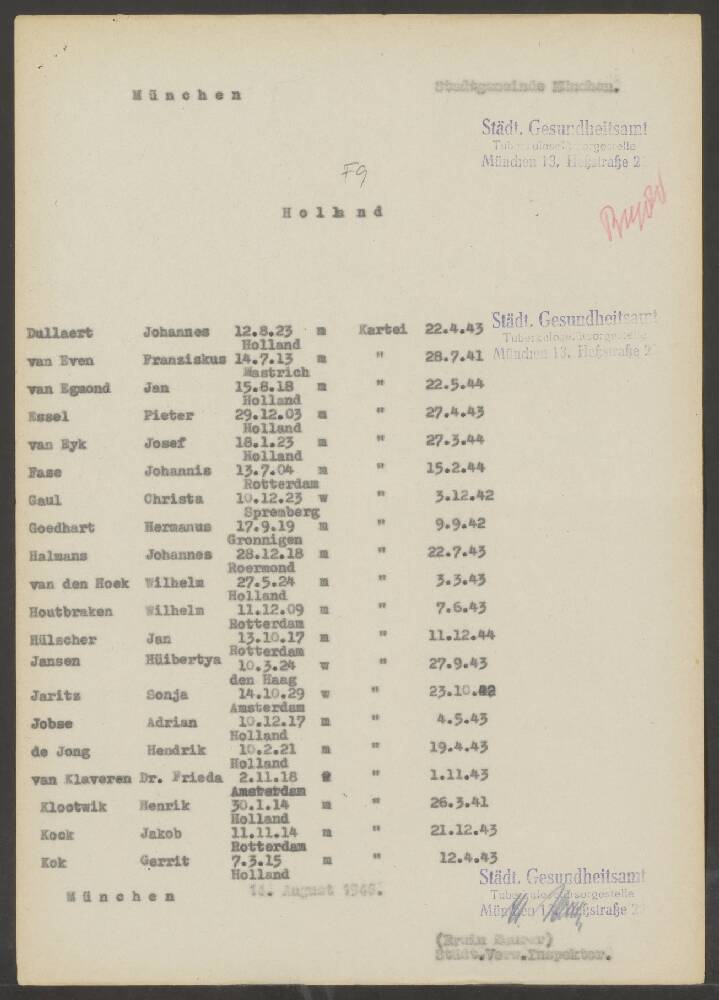 München
Stadtgemeinde München.
Städt. Gesundheitsamt
München 13, Heßstraße 2
F9
Holland
Dullaert Johannes 12.8.23 m Kartei 22.4.43
Städt. Gesundheitsamt
Holland
van Even Franziskus 14.7.13 m " 28.7.41
München 13, Heßstraße 2
Mastrich
van Egmond Jan 15.8.18 m " 22.5.44
Holland
Essel Pieter 29.12.03 m " 27.4.43
Holland
van Eyk Josef 18.1.23 m " 27.3.44
Holland
Fase Johannis 13.7.04 m " 15.2.44
Rotterdam
Gaul Christa 10.12.23 w " 3.12.42
Spremberg
Goedhart Hermanus 17.9.19 m " 9.9.42
Gronnigen
Halmans Johannes 28.12.18 m " 22.7.43
Roermond
van den Hoek Wilhelm 27.5.24 m " 3.3.43
Holland
Houtbraken Wilhelm 11.12.09 m " 7.6.43
Rotterdam
Hülscher Jan 13.10.17 m " 11.12.44
Rotterdam
Jansen Hüibertya 10.3.24 w " 27.9.43
den Haag
Jaritz Sonja 14.10.29 w " 23.10.42
Amsterdam
Jobse Adrian 10.12.17 m " 4.5.43
Holland
de Jong Hendrik 10.2.21 m " 19.4.43
Holland
van Klaveren Dr. Frieda 2.11.18 " 1.11.43
Amsterdam
Klootwik Henrik 30.1.14 m " 26.3.41
Holland
Kock Jakob 11.11.14 m " 21.12.43
Rotterdam
Kok Gerrit 7.3.15 m " 12.4.43
Holland
Städt. Gesundheitsamt
München
August 1946.
(Erwin
Städt.Verw.Inspektor.